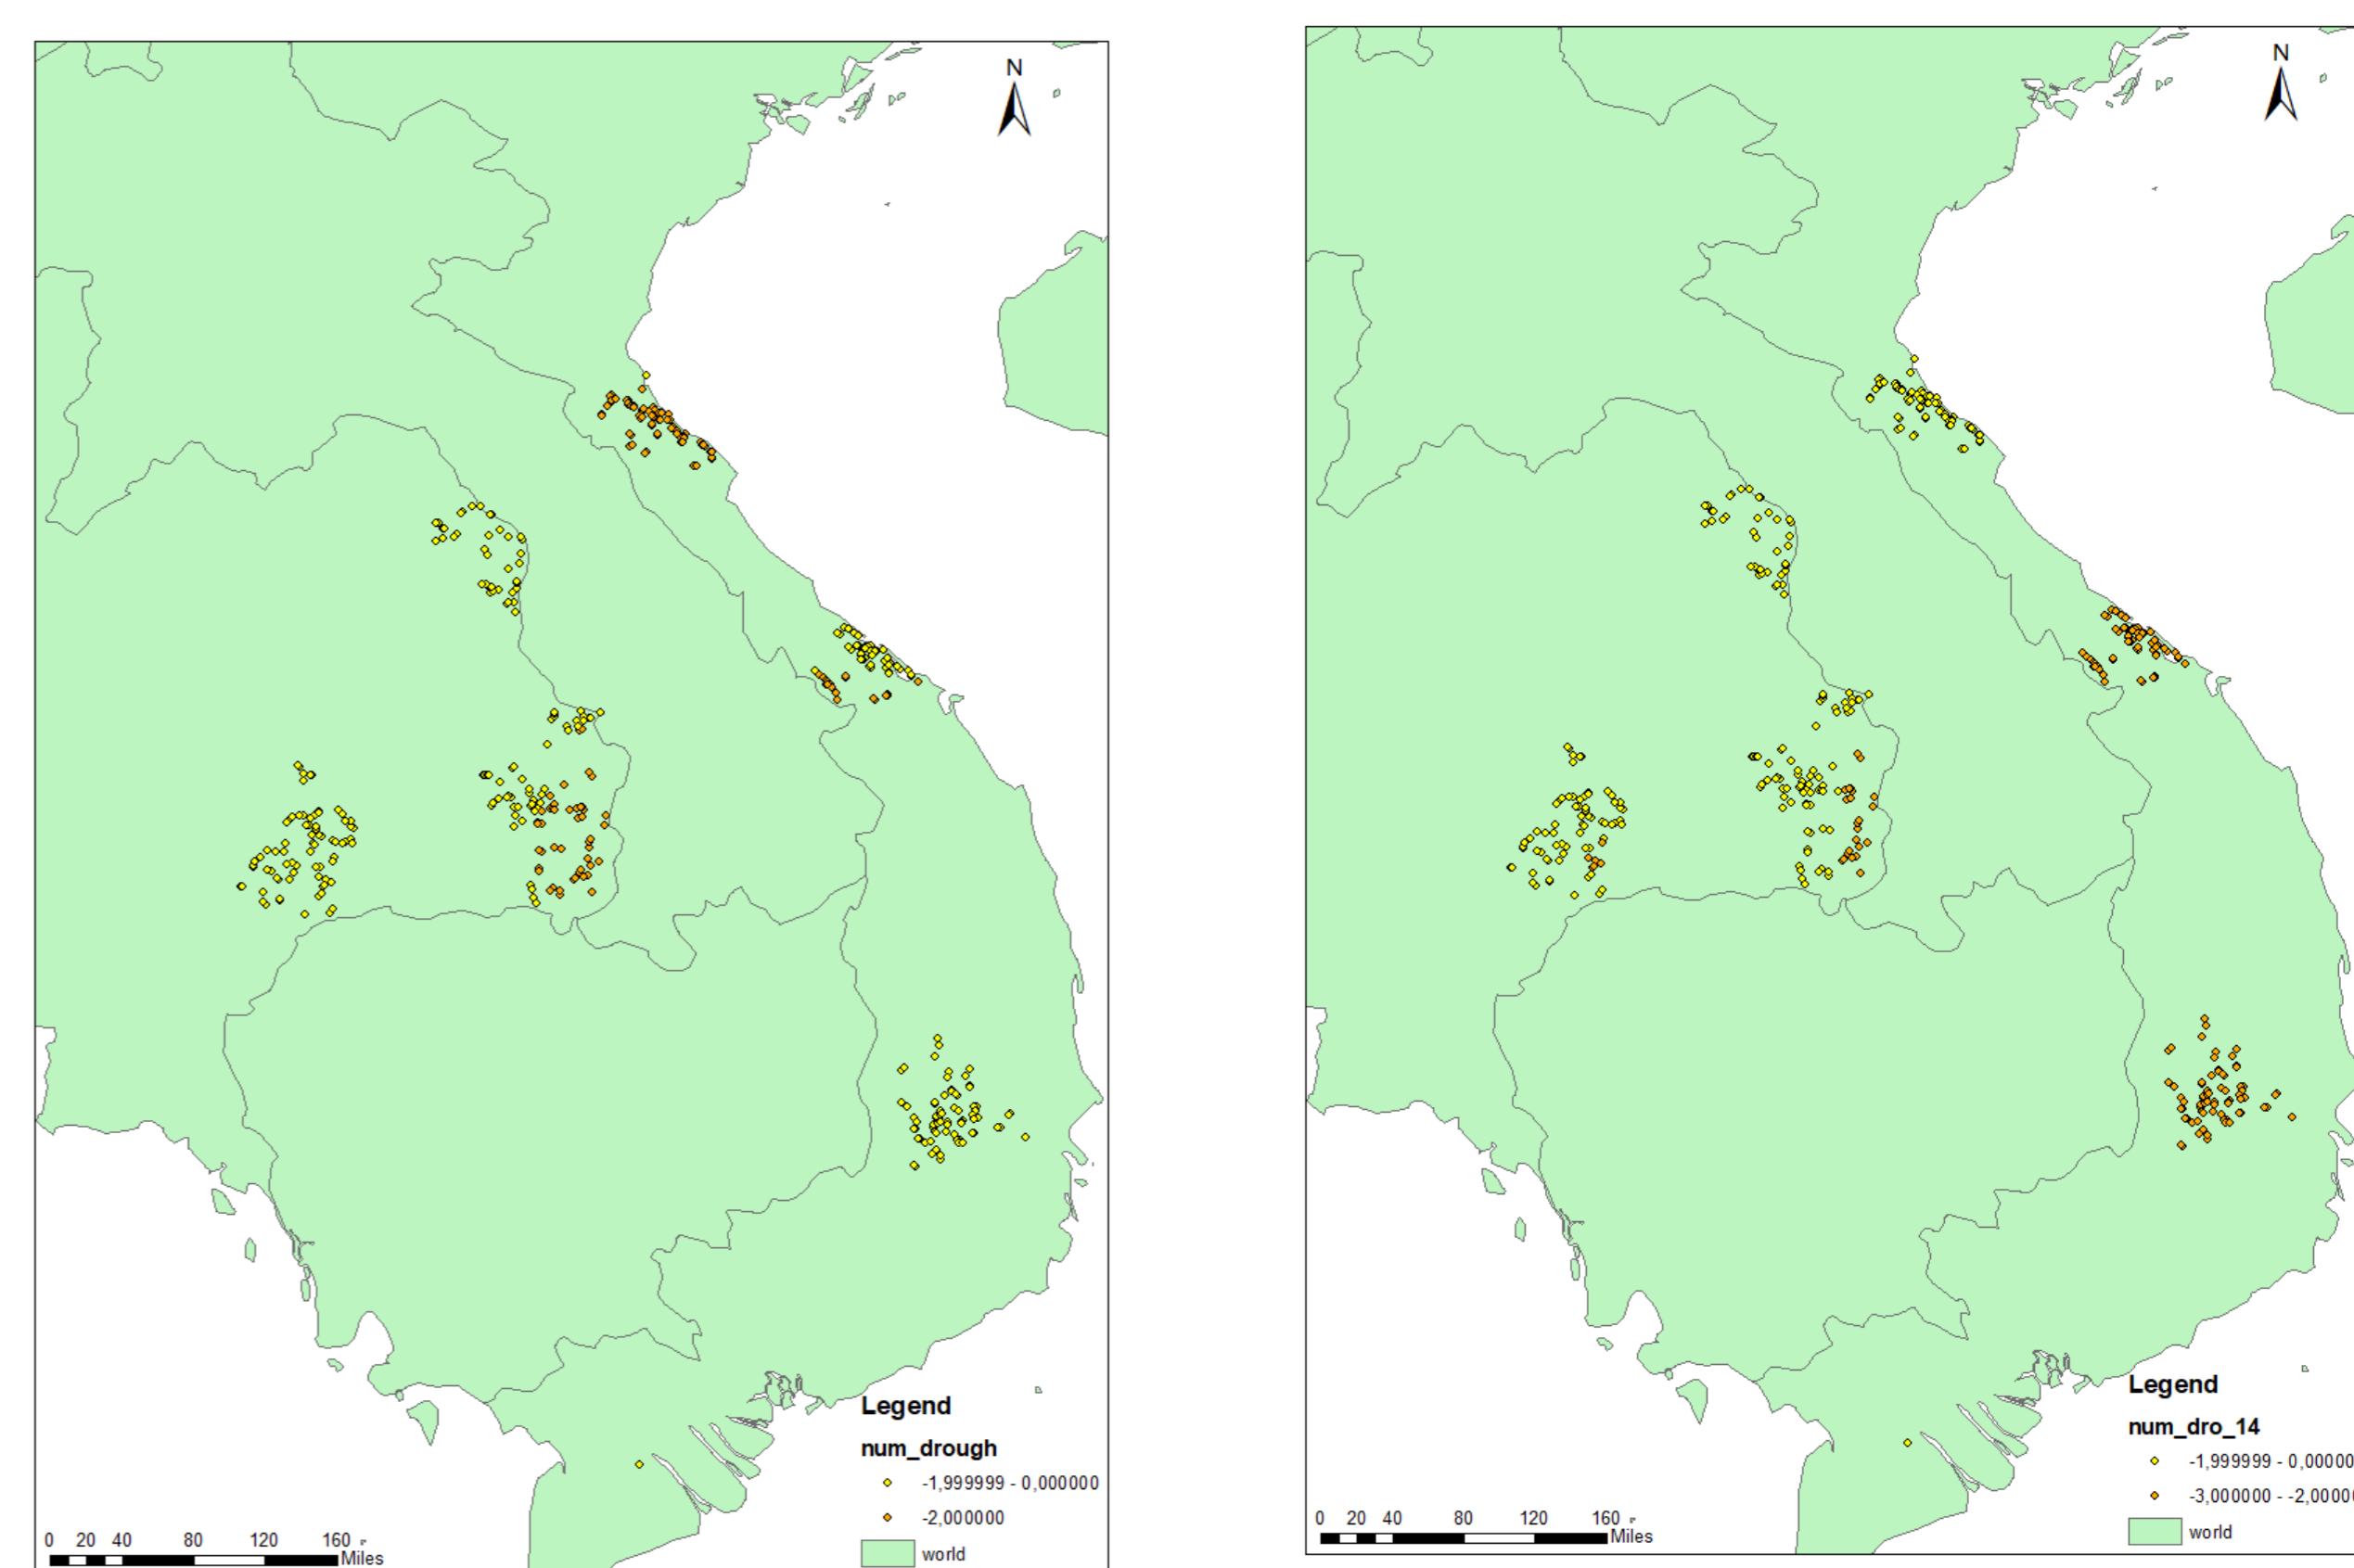 N
Legend
num_drough
-1,999999 - 0,000000
-2,000000
world
0 20 40 80 120 160
Miles
N
Legend
num_dro_14
-1,999999 - 0,00000
-3,000000 - -2,0000
world
0 20 40 80 120 160
Miles